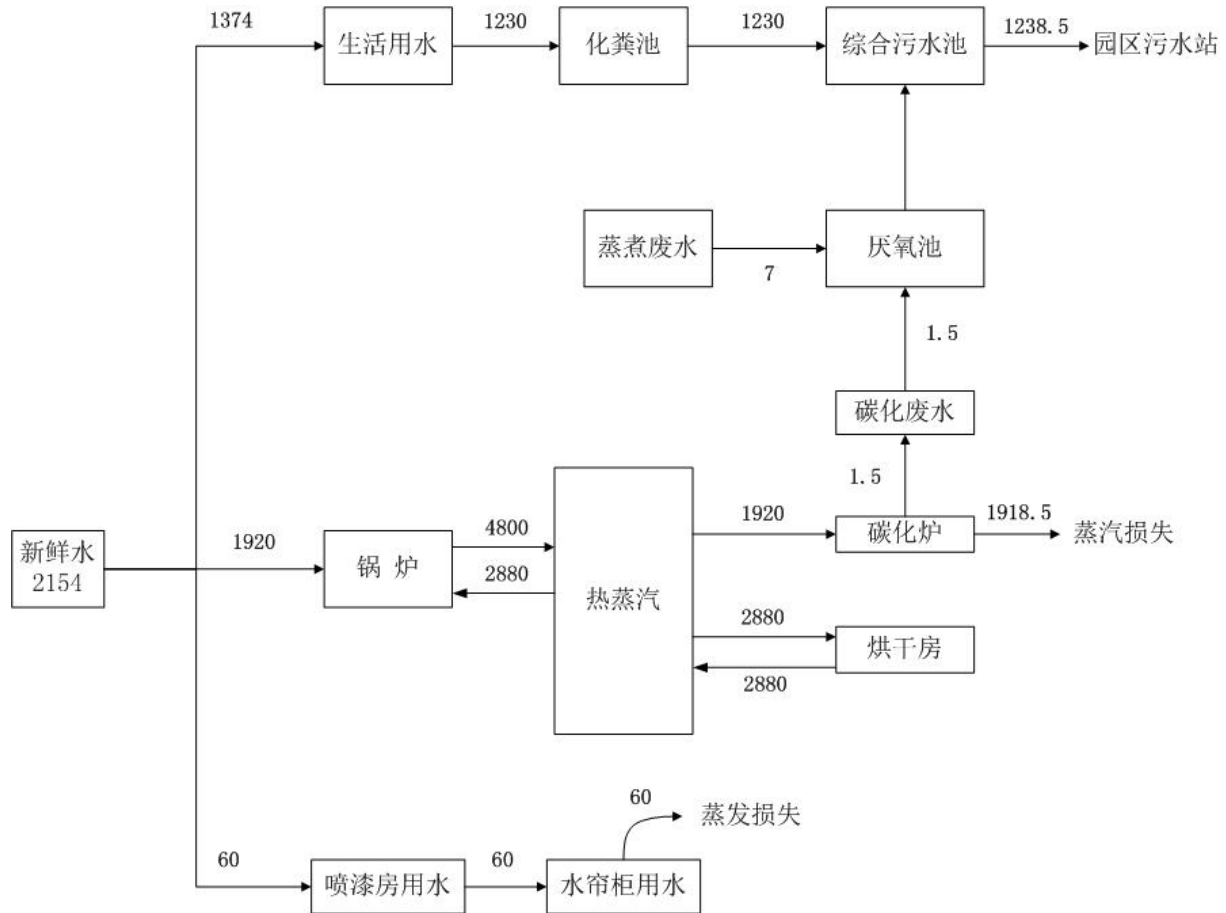 1374
1230
1230
1238.5
生活用水
化粪池
综合污水池
园区污水站
蒸煮废水
7
厌氧池
1.5
碳化废水
1.5
新鲜水
2154
1920
锅 炉
4800
2880
热蒸汽
1920
碳化炉
1918.5
蒸汽损失
2880
2880
烘干房
60
蒸发损失
60
喷漆房用水
60
水帘柜用水